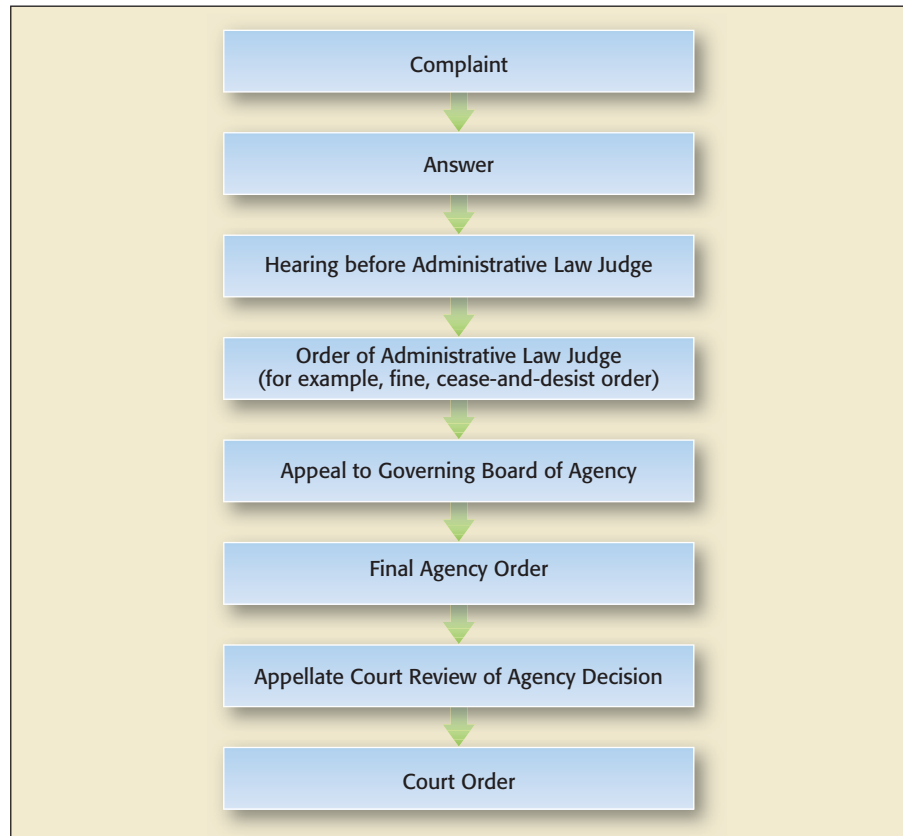 Complaint
Answer
Hearing before Administrative Law Judge
Order of Administrative Law Judge
(for example, fine, cease-and-desist order)
Appeal to Governing Board of Agency
Final Agency Order
Appellate Court Review of Agency Decision
Court Order